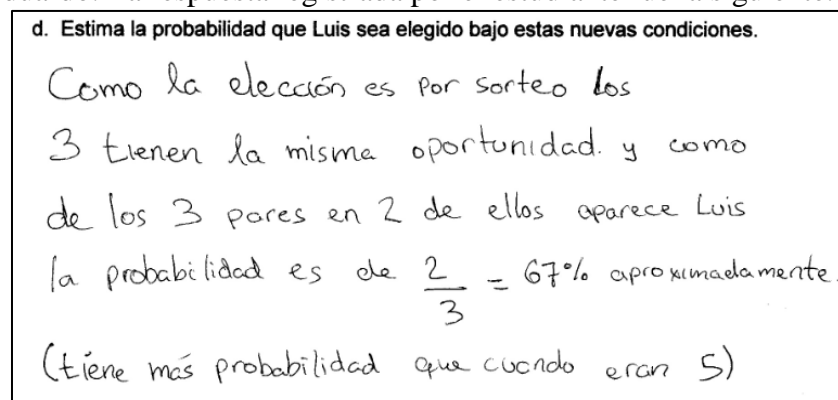 d. Estima la probabilidad que Luis sea elegido bajo estas nuevas condiciones.
Como la elección es por sorteo los
3 tienen la misma oportunidad. y como
de los 3 pares en 2 de ellos aparece Luis
la probabilidad es de 2/3 = 67% aproximadamente.
(tiene más probabilidad que cuando eran 5)